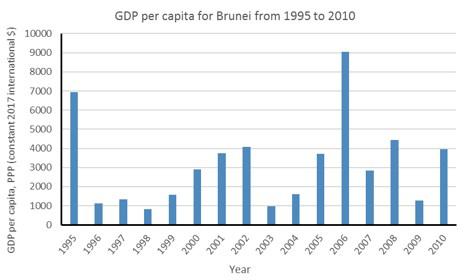 GDP per capita for Brunei from 1995 to 2010
GDP per capita, PPP (constant 2017 international $)
10000
9000
8000
7000
6000
5000
4000
3000
2000
1000
0
1995 1996 1997 1998 1999 2000 2001 2002 2003 2004 2005 2006 2007 2008 2009 2010
Year